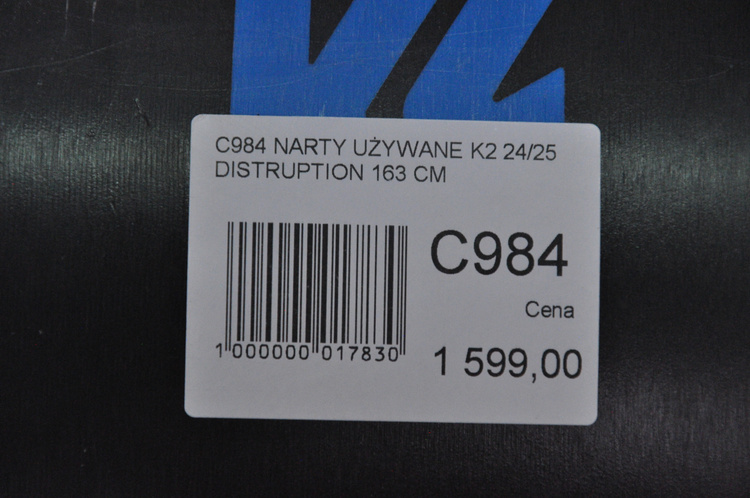 C984 NARTY UŻYWANE K2 24/25
DISTRUPTION 163 CM
C984
Cena
1 000000 017830
1 599,00